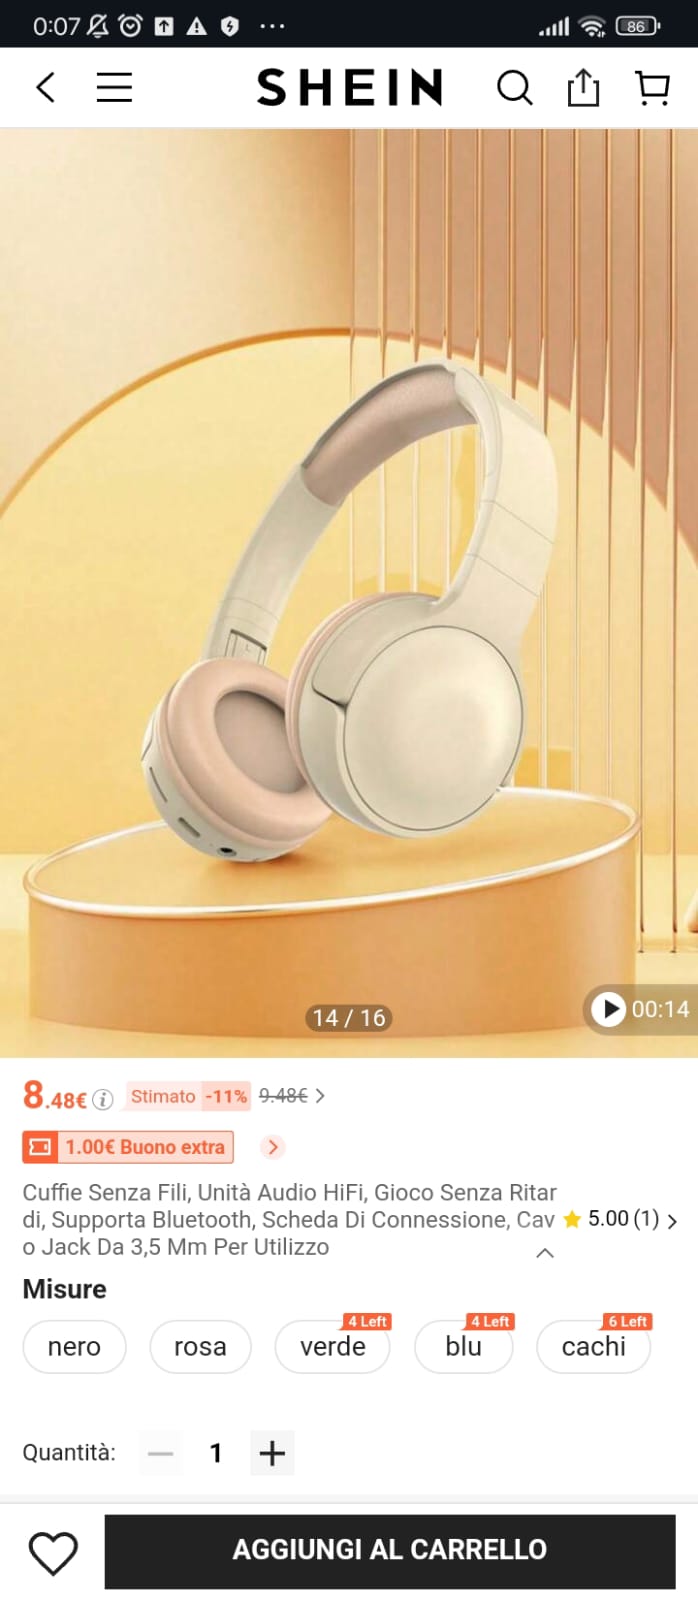 0:07 86
SHEIN
14 / 16
00:14
8.48€ Stimato -11% 9.48€
1.00€ Buono extra
Cuffie Senza Fili, Unità Audio HiFi, Gioco Senza Ritar
di, Supporta Bluetooth, Scheda Di Connessione, Cav 5.00 (1)
o Jack Da 3,5 Mm Per Utilizzo
Misure
4 Left 4 Left 6 Left
nero rosa verde blu cachi
Quantità: 1
AGGIUNGI AL CARRELLO